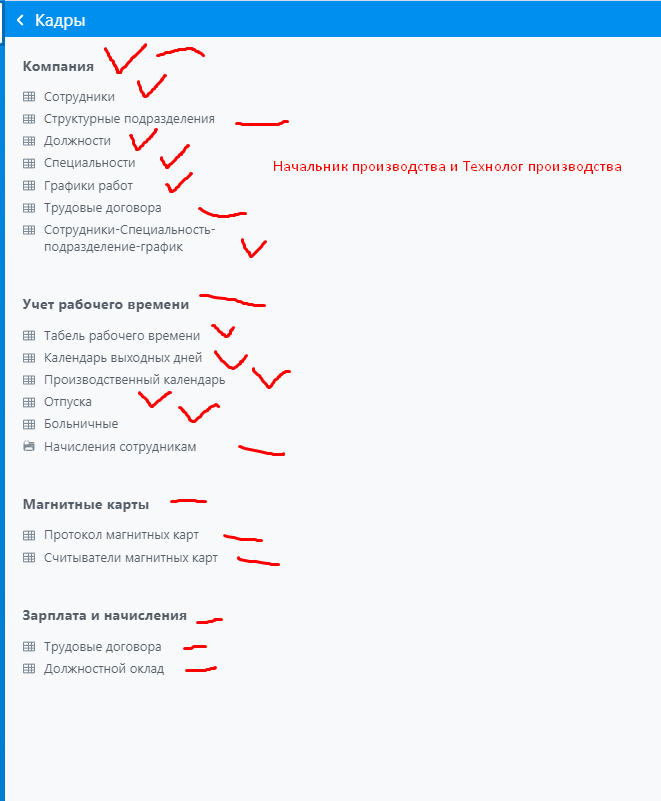 Кадры
Компания
Сотрудники
Структурные подразделения
Должности
Специальности
Начальник производства и Технолог производства
Графики работ
Трудовые договора
Сотрудники-Специальность-
подразделение-график
Учет рабочего времени
Табель рабочего времени
Календарь выходных дней
Производственный календарь
Отпуска
Больничные
Начисления сотрудникам
Магнитные карты
Протокол магнитных карт
Считыватели магнитных карт
Зарплата и начисления
Трудовые договора
Должностной оклад